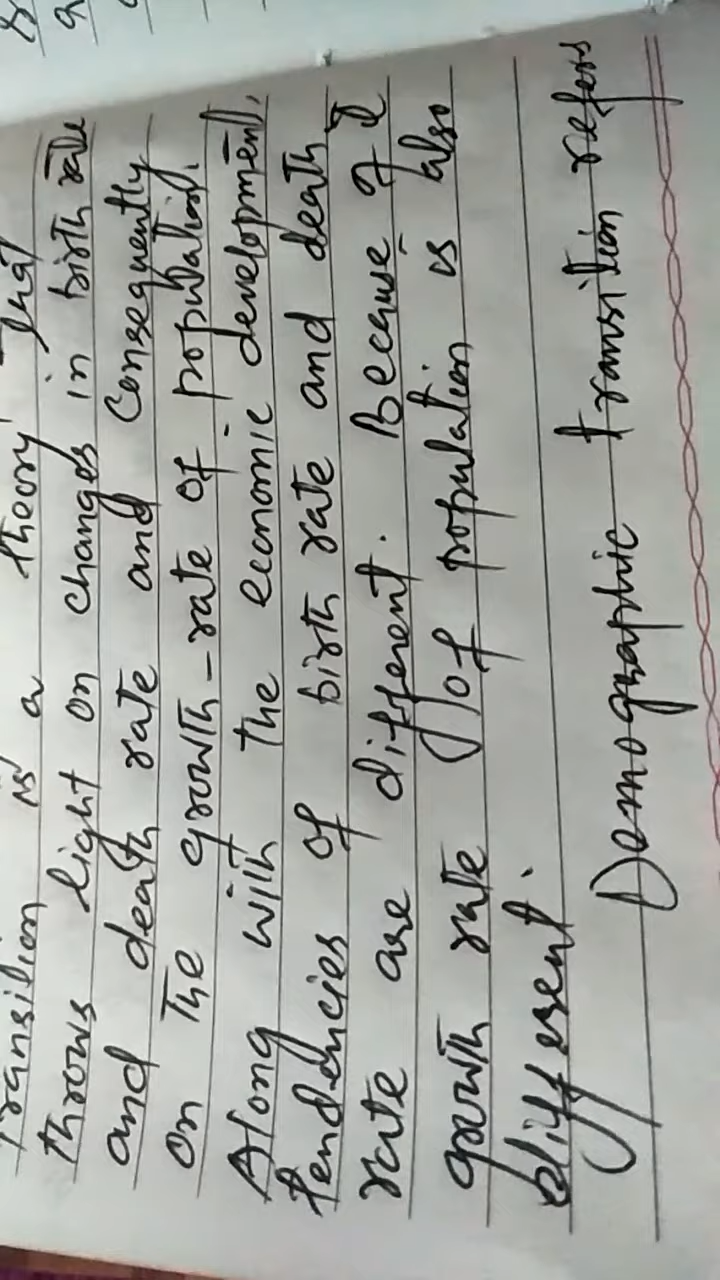 transition is a theory that
throws light on changes in birth rate
and death rate and consequently
on the growth-rate of population.
Along with the economic development,
tendencies of birth rate and death
rate are different. Because of it
growth rate of population is also
different.
Demographic transition refers